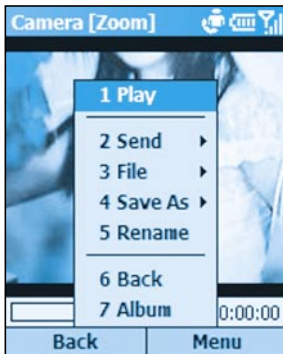 Camera [Zoom]
1 Play
2 Send
3 File
4 Save As
5 Rename
6 Back
7 Album
0:00:00
Back Menu